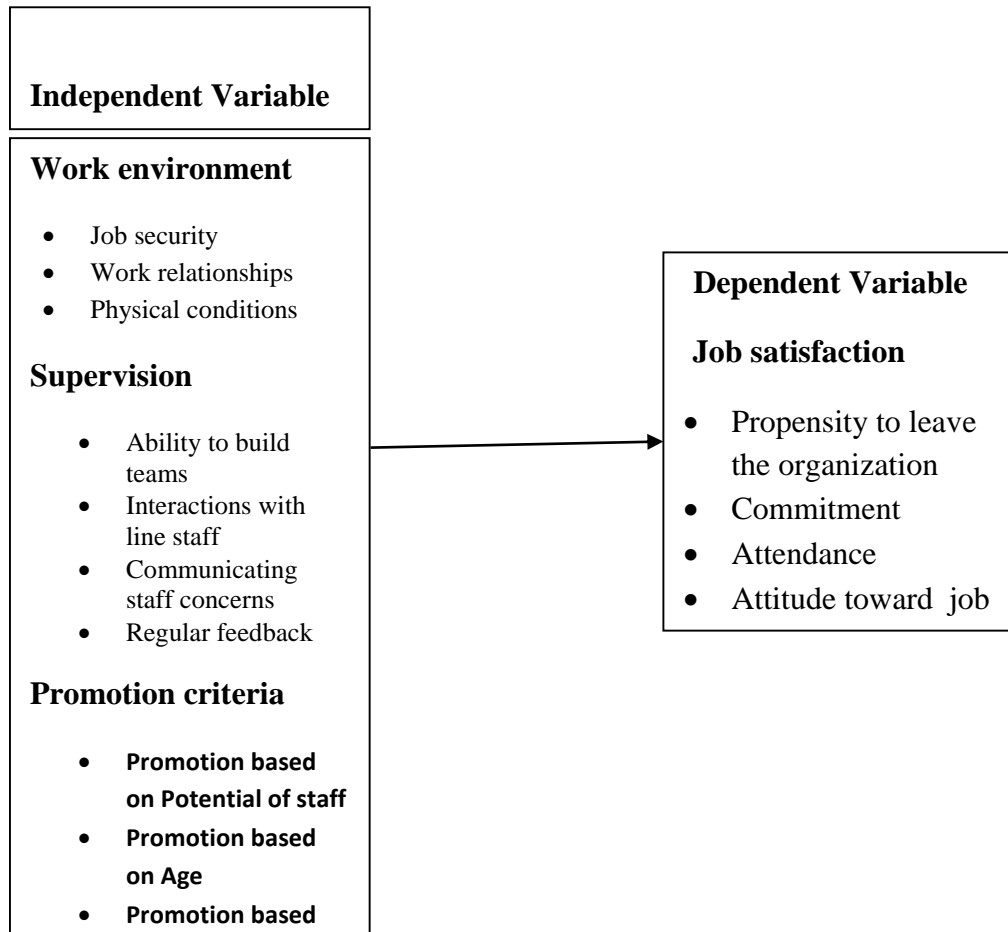 Independent Variable
Work environment
• Job security
• Work relationships
• Physical conditions
Supervision
• Ability to build
teams
• Interactions with
line staff
• Communicating
staff concerns
• Regular feedback
Promotion criteria
• Promotion based
on Potential of staff
• Promotion based
on Age
• Promotion based
Dependent Variable
Job satisfaction
• Propensity to leave
the organization
• Commitment
• Attendance
• Attitude toward job